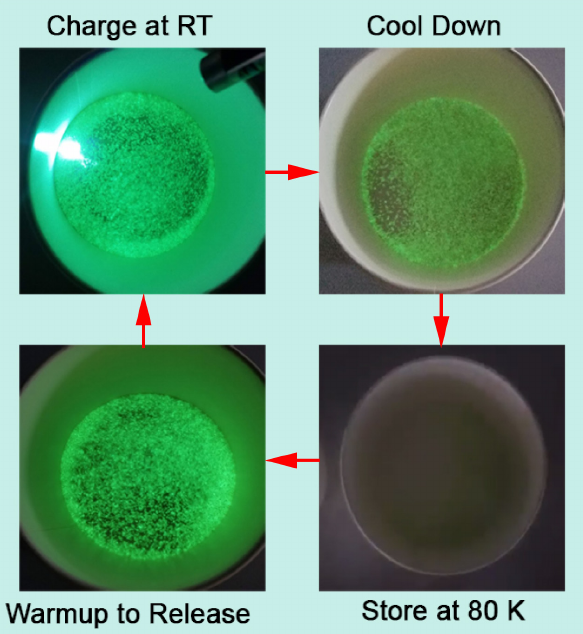 Charge at RT
Cool Down
Warmup to Release
Store at 80 K